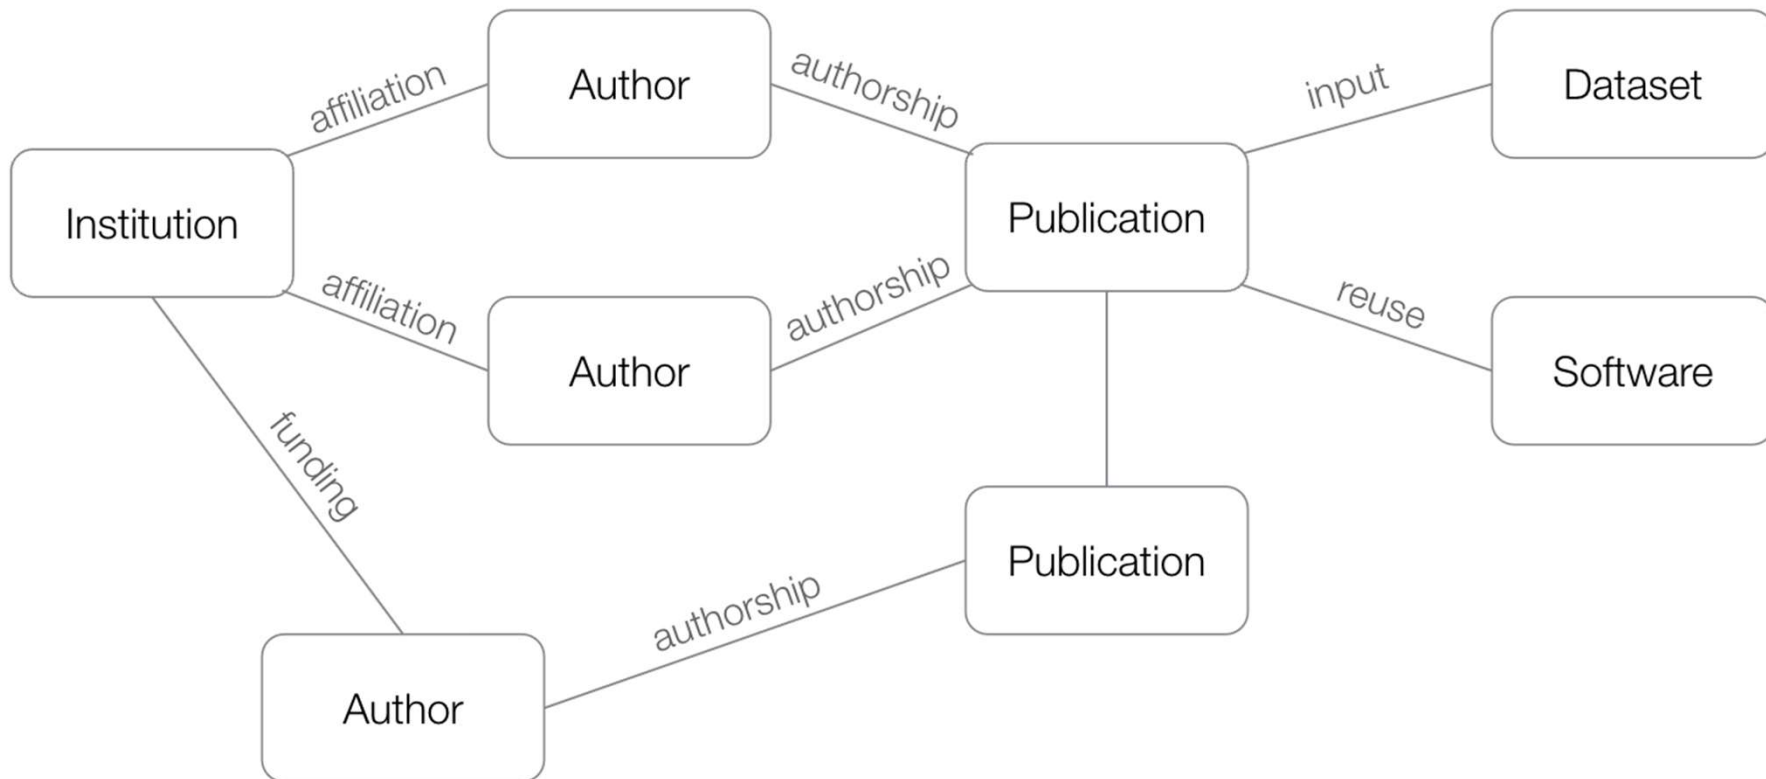 Author
Dataset
affiliation
authorship
input
Institution
Publication
affiliation
authorship
reuse
Author
Software
funding
Publication
authorship
Author